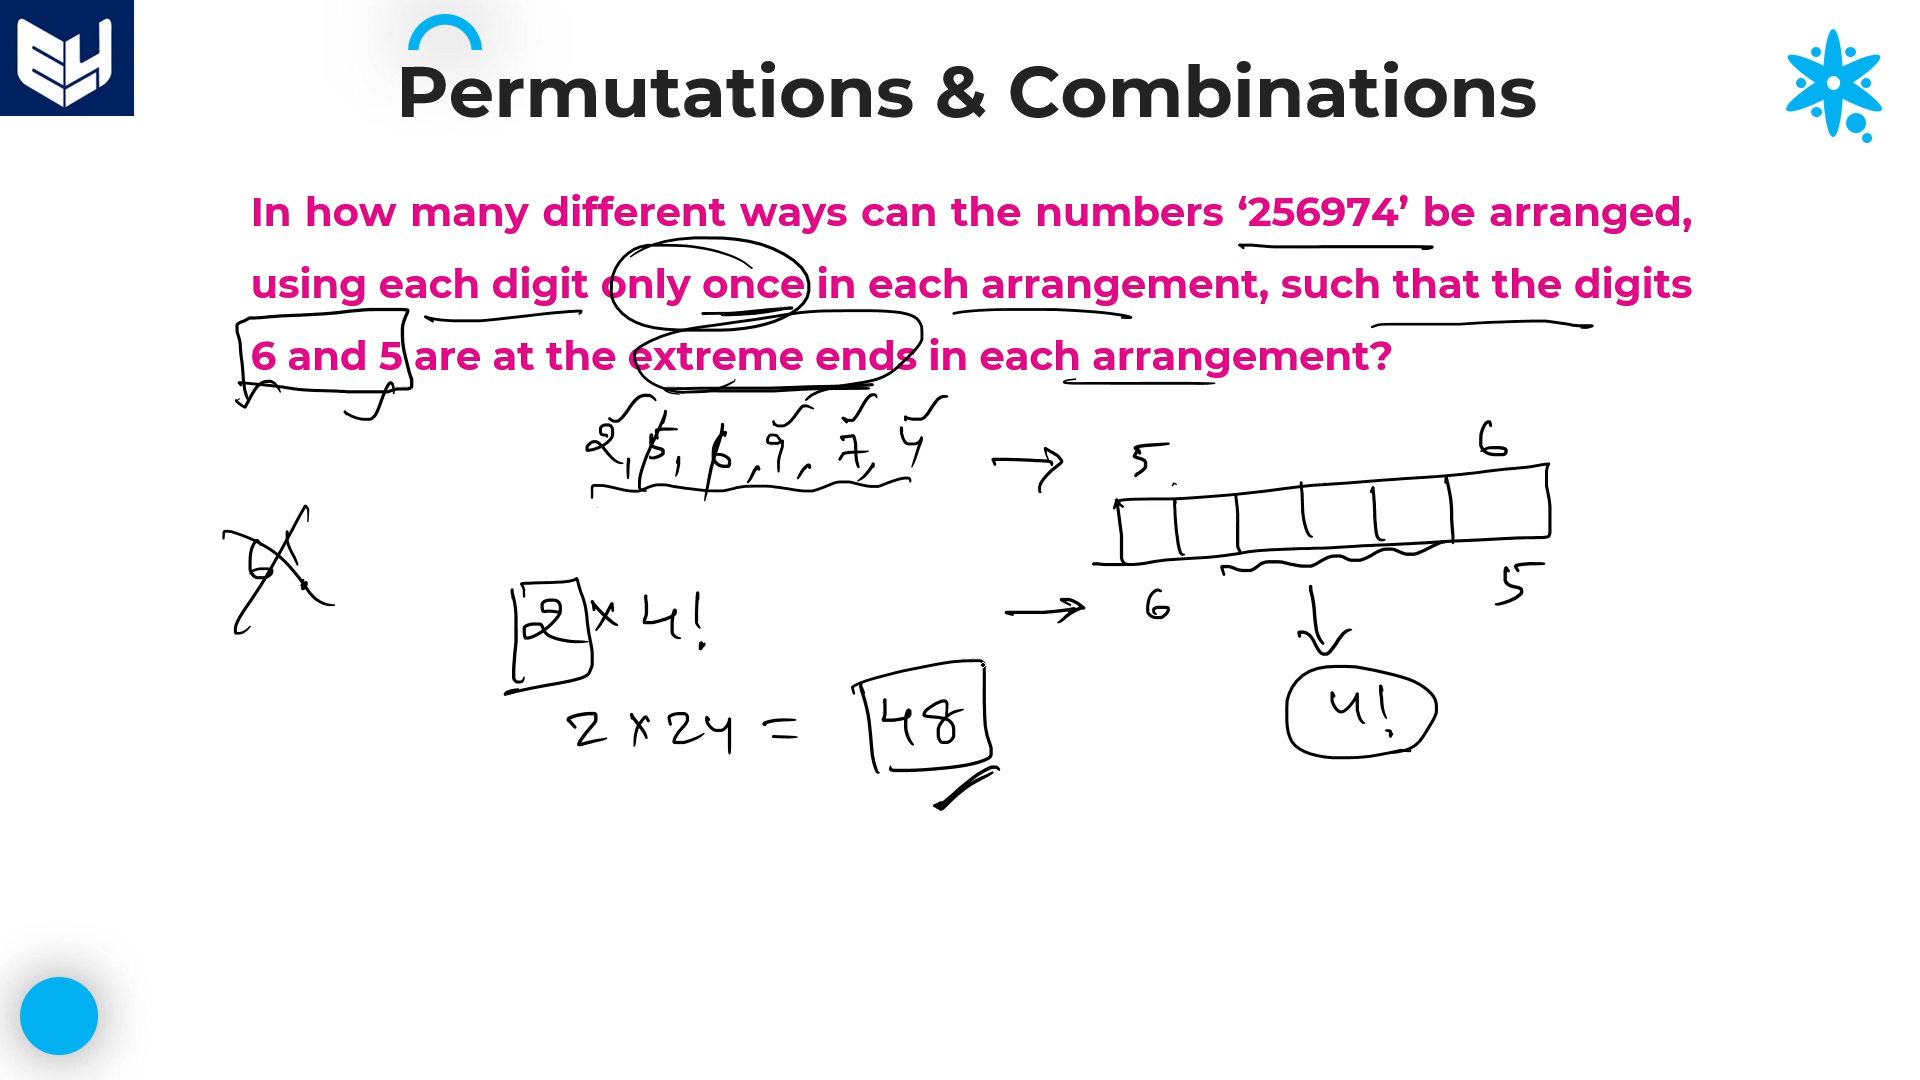 Permutations & Combinations
In how many different ways can the numbers ‘256974’ be arranged,
using each digit only once in each arrangement, such that the digits
6 and 5 are at the extreme ends in each arrangement?
2, 5, 6, 9, 7, 4
5 6
6 5
2 × 4!
4!
2 × 24 = 48